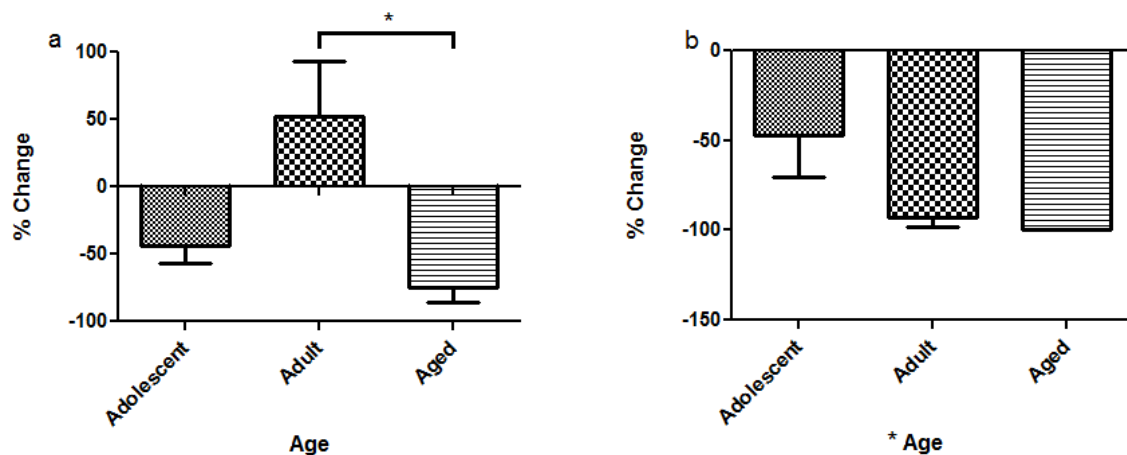 a
*
% Change
100
50
0
-50
-100
Adolescent
Adult
Aged
Age
b
% Change
0
-50
-100
-150
Adolescent
Adult
Aged
* Age